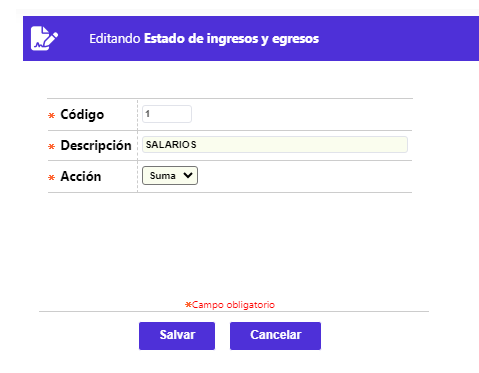 Editando Estado de ingresos y egresos
* Código 1
* Descripción SALARIOS
* Acción Suma
*Campo obligatorio
Salvar Cancelar